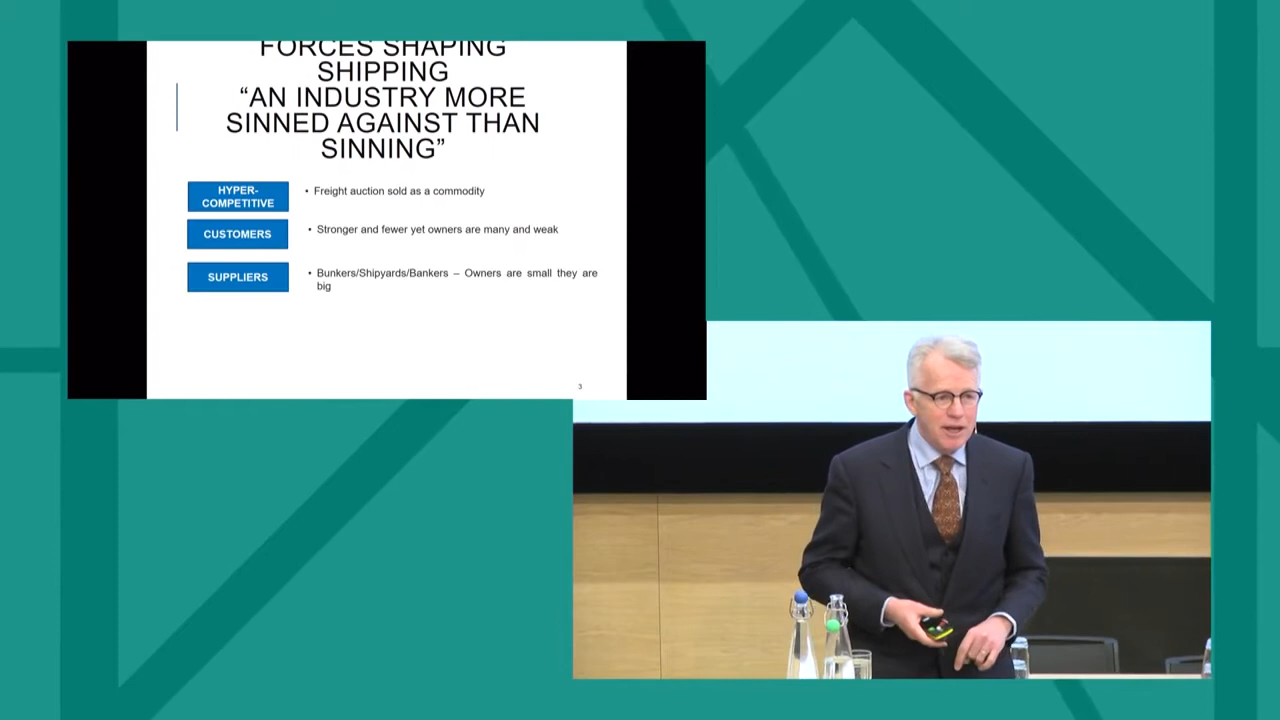 FORCES SHAPING
SHIPPING
“AN INDUSTRY MORE
SINNED AGAINST THAN
SINNING”
HYPER-
COMPETITIVE
• Freight auction sold as a commodity
CUSTOMERS
• Stronger and fewer yet owners are many and weak
SUPPLIERS
• Bunkers/Shipyards/Bankers – Owners are small they are
big
3